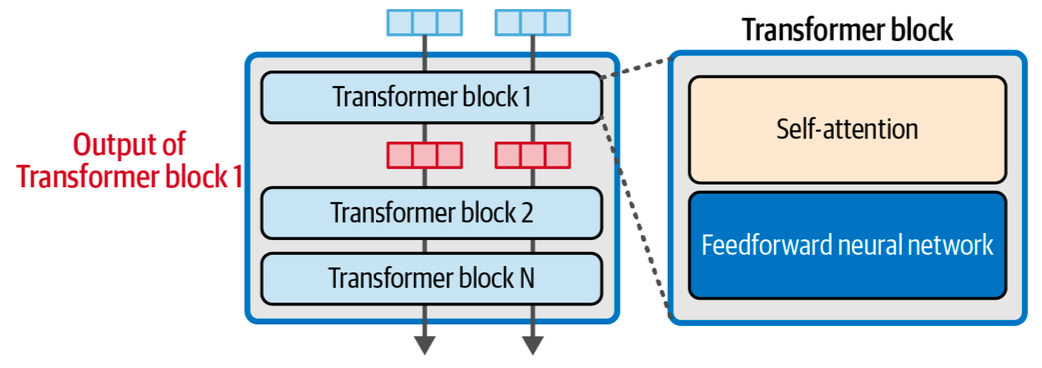 Transformer block
Transformer block 1
Self-attention
Output of
Transformer block 1
Transformer block 2
Feedforward neural network
Transformer block N